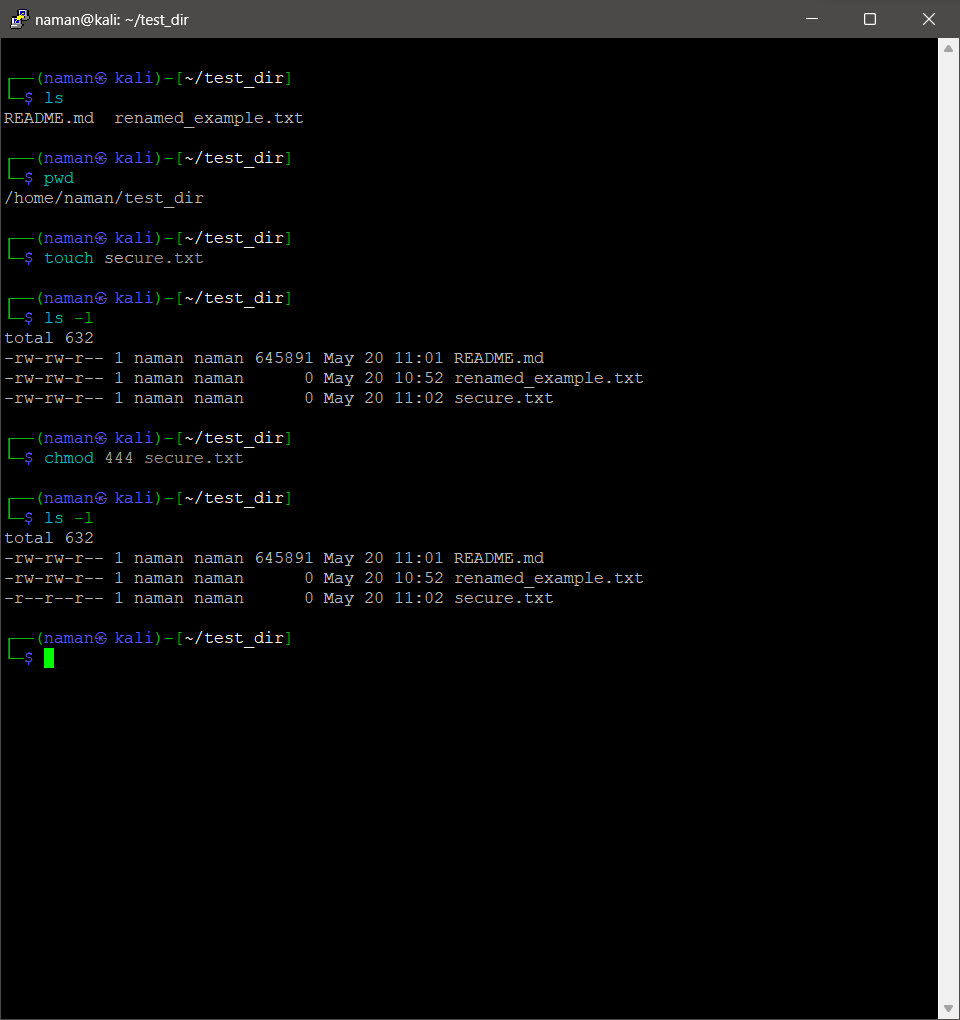 naman@kali: ~/test_dir
┌──(naman㉿ kali)-[~/test_dir]
└─$ ls
README.md  renamed_example.txt
┌──(naman㉿ kali)-[~/test_dir]
└─$ pwd
/home/naman/test_dir
┌──(naman㉿ kali)-[~/test_dir]
└─$ touch secure.txt
┌──(naman㉿ kali)-[~/test_dir]
└─$ ls -l
total 632
-rw-rw-r-- 1 naman naman 645891 May 20 11:01 README.md
-rw-rw-r-- 1 naman naman      0 May 20 10:52 renamed_example.txt
-rw-rw-r-- 1 naman naman      0 May 20 11:02 secure.txt
┌──(naman㉿ kali)-[~/test_dir]
└─$ chmod 444 secure.txt
┌──(naman㉿ kali)-[~/test_dir]
└─$ ls -l
total 632
-rw-rw-r-- 1 naman naman 645891 May 20 11:01 README.md
-rw-rw-r-- 1 naman naman      0 May 20 10:52 renamed_example.txt
-r--r--r-- 1 naman naman      0 May 20 11:02 secure.txt
┌──(naman㉿ kali)-[~/test_dir]
└─$